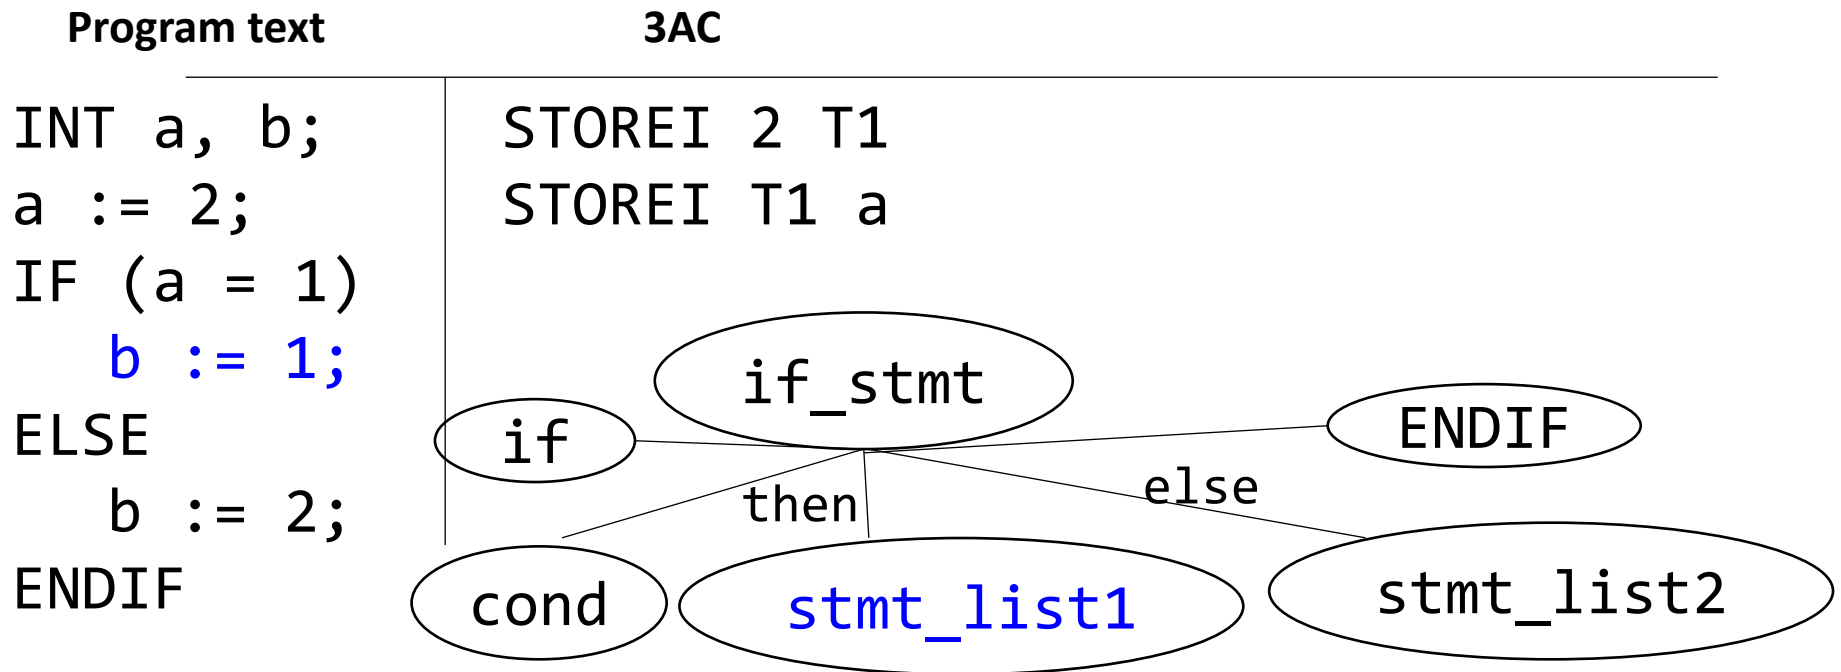 Program text
3AC
INT a, b;
a := 2;
IF (a = 1)
b := 1;
ELSE
b := 2;
ENDIF
STOREI 2 T1
STOREI T1 a
if_stmt
if
ENDIF
then
else
cond
stmt_list1
stmt_list2